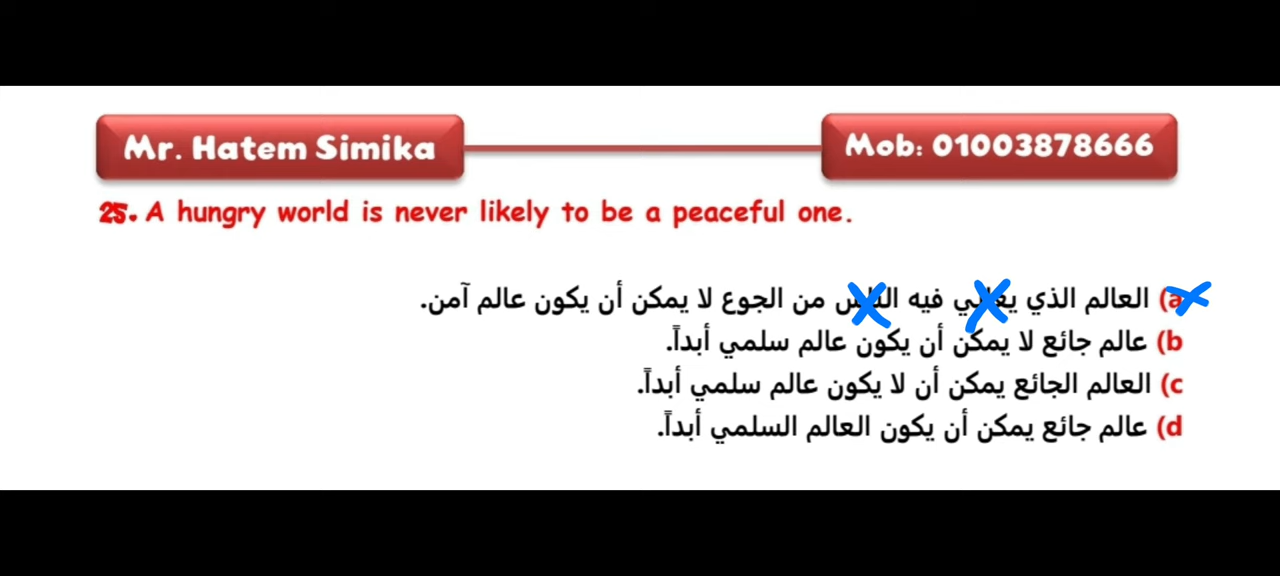 Mr. Hatem Simika
Mob: 01003878666
25. A hungry world is never likely to be a peaceful one.
a) العالم الذي يعاني فيه الناس من الجوع لا يمكن أن يكون عالم آمن.
b) عالم جائع لا يمكن أن يكون عالم سلمي أبداً.
c) العالم الجائع يمكن أن لا يكون عالم سلمي أبداً.
d) عالم جائع يمكن أن يكون العالم السلمي أبداً.